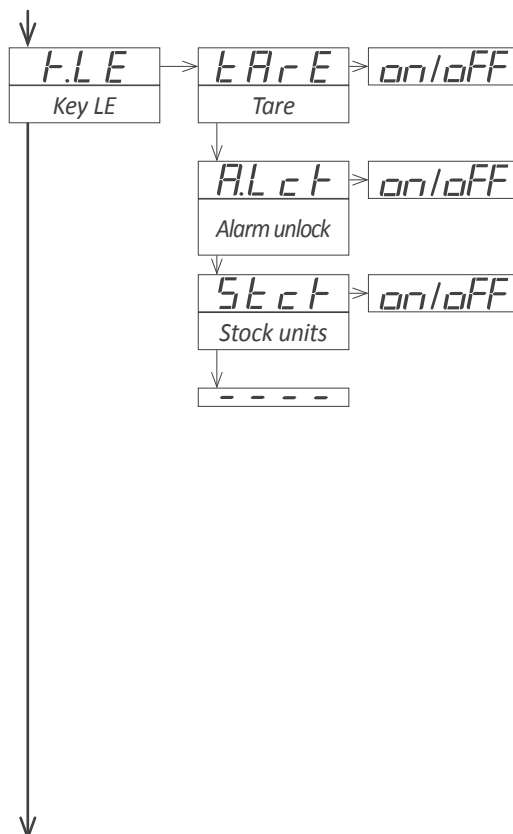 K.LE tArE on/oFF
Key LE Tare
A.Lck on/oFF
Alarm unlock
Stck on/oFF
Stock units
- - - -